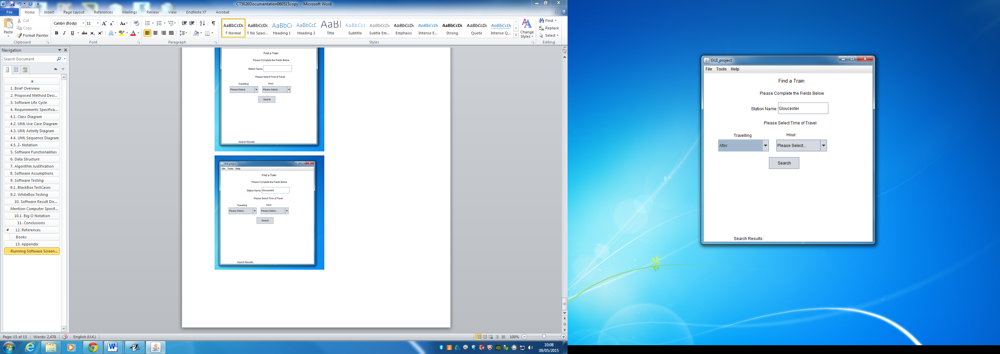 CT5026Documentation060515copy - Microsoft Word
File Home Insert Page Layout References Mailings Review View EndNote X7 Acrobat
Paste
Cut
Copy
Format Painter
Clipboard
Calibri (Body) 11
Font
Paragraph
AaBbCcDc AaBbCcDc AaBbCc AaBbCcD AaBl AaBbCcL AaBbCcDc AaBbCcDc AaBbCcDc AaBbCcDc AaBbCcDc AaBbCcDc
¶ Normal ¶ No Spaci... Heading 1 Heading 2 Title Subtitle Subtle Em... Emphasis Intense E... Strong Quote Intense Q...
Styles
Change Styles
Find
Replace
Select
Editing
Navigation
Search Document
1. Brief Overview
2. Proposed Method Desi...
3. Software Life Cycle
4. Requirements Specifica...
4.1. Class Diagram
4.2. UML Use Case Diagram
4.3. UML Activity Diagram
4.4. UML Sequence Diagram
4.5. Z- Notation
5. Software Functionalities
6. Data Structure
7. Algorithm Justification
8. Software Assumptions
9. Software Testing
9.1. BlackBox TestCases
9.2. WhiteBox Testing
10. Software Result Dis...
Mention Computer Specif...
10.1. Big O Notation
11. Conclusions
12. References
Books
13. Appendix
Running Software Screen...
Find a Train
Please Complete the Fields Below
Station Name:
Please Select Time of Travel
Travelling Hour:
Please Select... Please Select...
Search
Search Results:
GUI_project
File Tools Help
Find a Train
Please Complete the Fields Below
Station Name: Gloucester
Please Select Time of Travel
Travelling Hour:
Please Select... Please Select...
Search
Search Results:
Page: 15 of 15 Words: 2,478 English (U.K.) 100%
10:08
09/05/2015
GUI_project
File Tools Help
Find a Train
Please Complete the Fields Below
Station Name: Gloucester
Please Select Time of Travel
Travelling Hour:
After Please Select...
Search
Search Results: